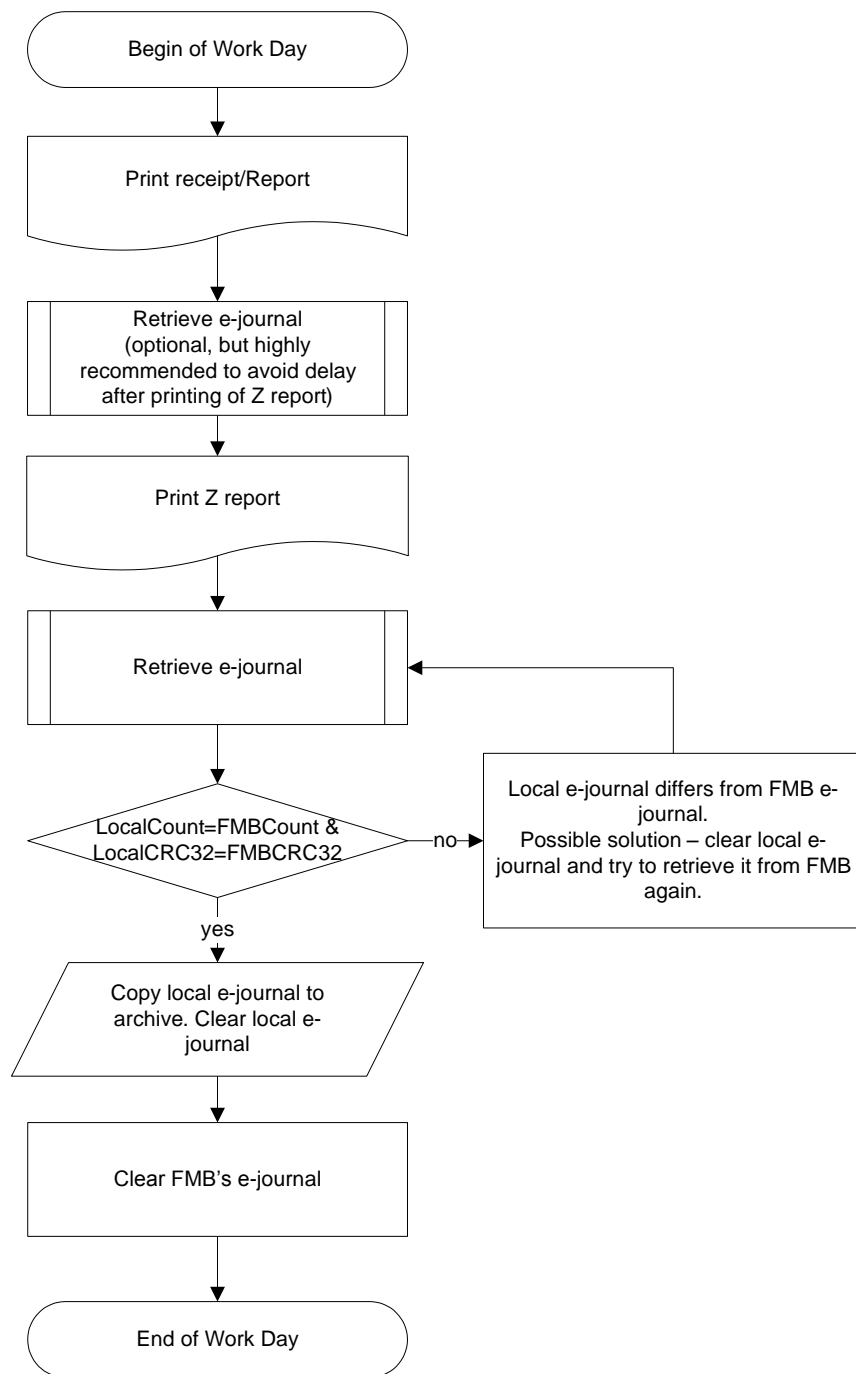 Begin of Work Day
Print receipt/Report
Retrieve e-journal
(optional, but highly
recommended to avoid delay
after printing of Z report)
Print Z report
Retrieve e-journal
LocalCount=FMBCount &
LocalCRC32=FMBCRC32
no
Local e-journal differs from FMB e-
journal.
Possible solution – clear local e-
journal and try to retrieve it from FMB
again.
yes
Copy local e-journal to
archive. Clear local e-
journal
Clear FMB’s e-journal
End of Work Day